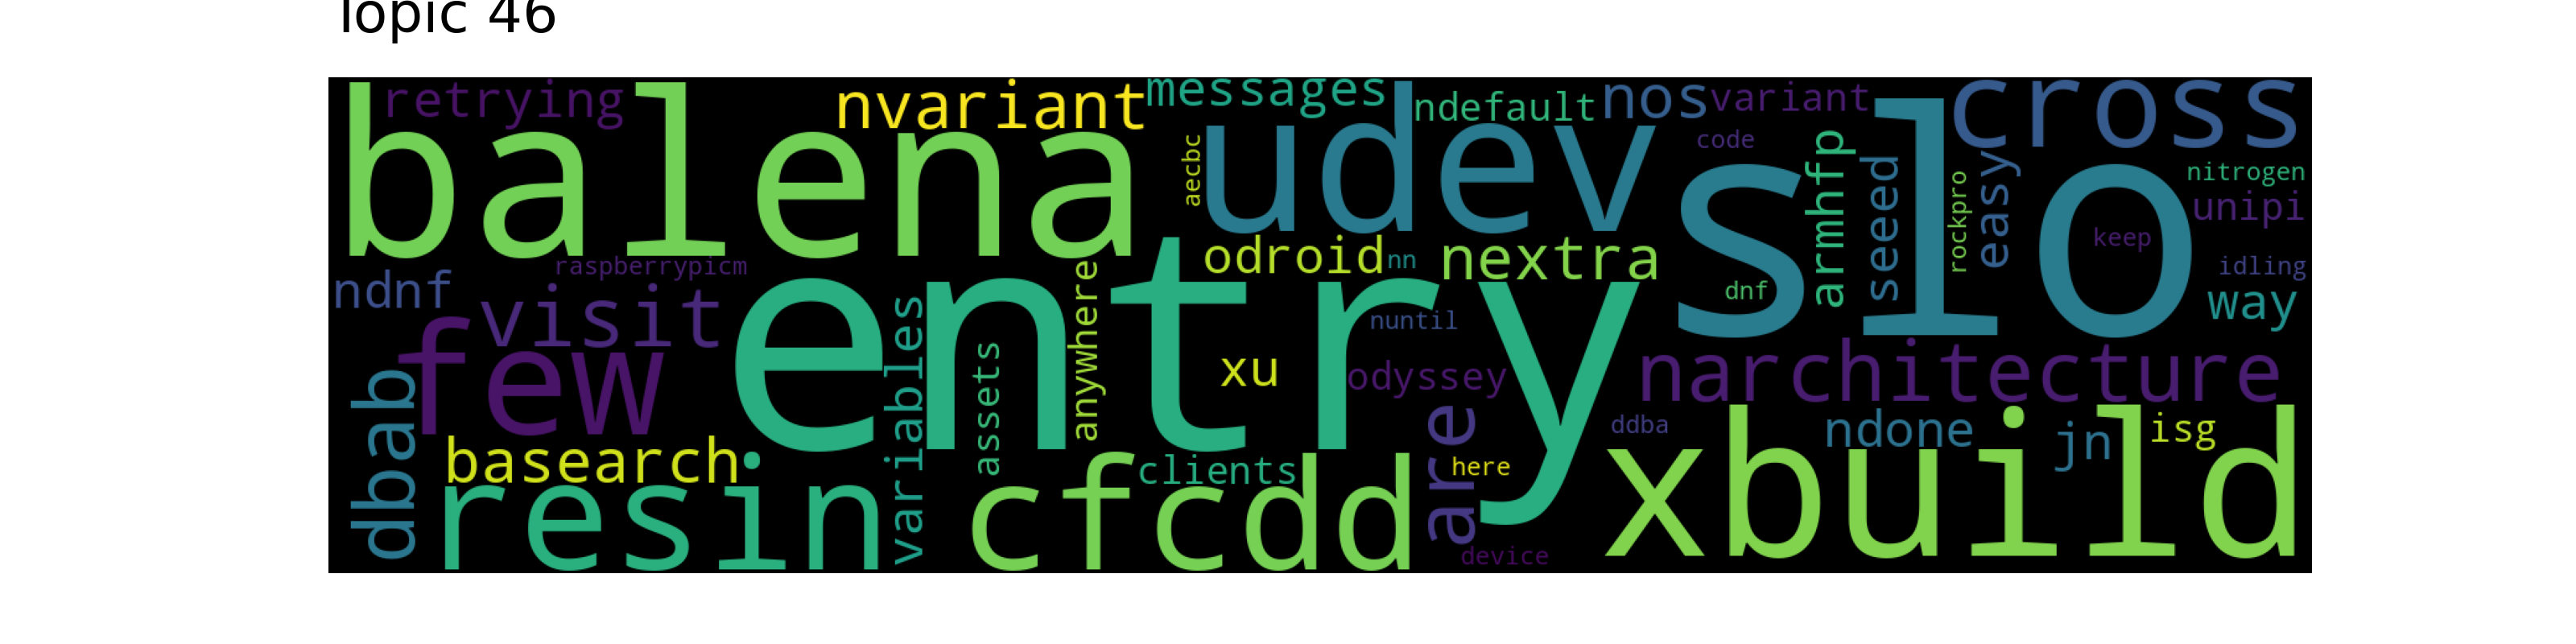 Topic 46
retrying
nvariant
messages
ndefault
nos
variant
cross
balena
udev
slo
code
aecbc
armhfp
seeed
rockpro
easy
nitrogen
unipi
keep
idling
way
odroid
nn
nextra
dnf
raspberrypicm
ndnf
visit
entry
anywhere
nuntil
few
variables
assets
xu
odyssey
narchitecture
dbab
are
ddba
ndone
jn
isg
xbuild
basearch
resin
cfcdd
clients
here
device